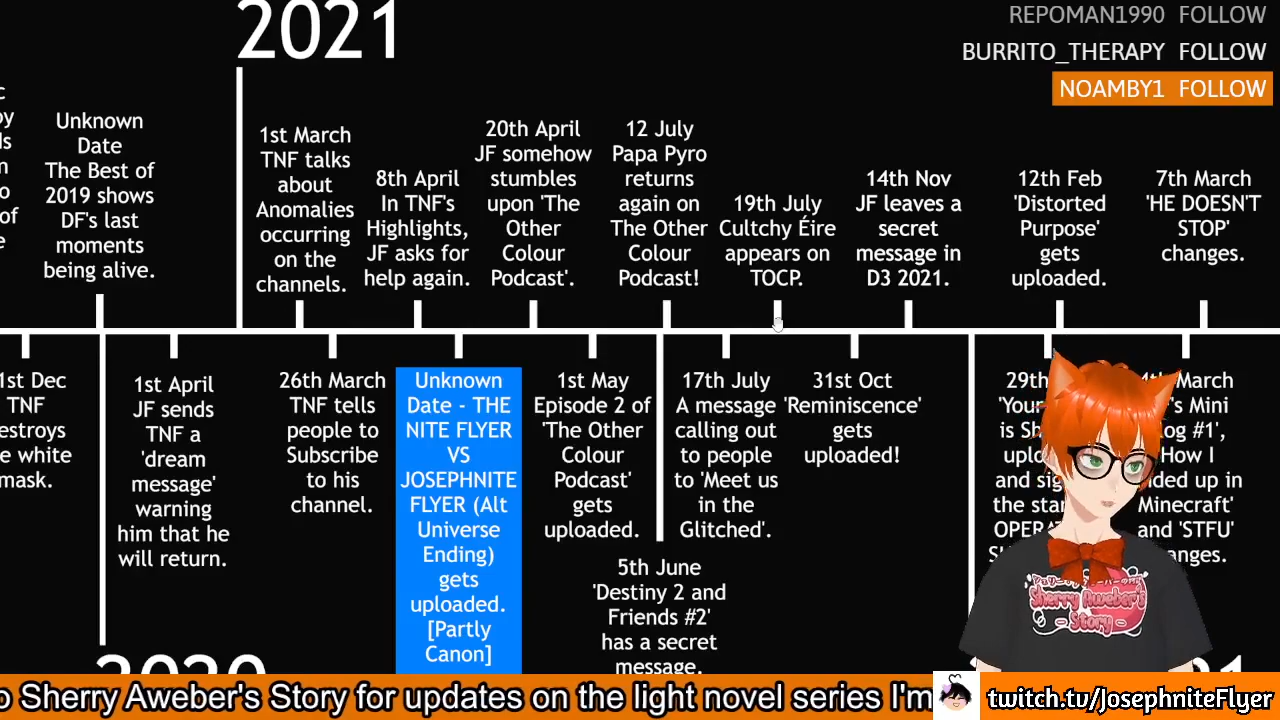 2021
REPOMAN1990 FOLLOW
BURRITO_THERAPY FOLLOW
NOAMBY1 FOLLOW
Unknown
Date
The Best of
2019 shows
DF's last
moments
being alive.
1st March
TNF talks
about
Anomalies
occurring
on the
channels.
8th April
In TNF's
Highlights,
JF asks for
help again.
20th April
JF somehow
stumbles
upon 'The
Other
Colour
Podcast'.
12 July
Papa Pyro
returns
again on
The Other
Colour
Podcast!
19th July
Cultchy Éire
appears on
TOCP.
14th Nov
JF leaves a
secret
message in
D3 2021.
12th Feb
'Distorted
Purpose'
gets
uploaded.
7th March
'HE DOESN'T
STOP'
changes.
1st Dec
TNF
estroys
e white
mask.
1st April
JF sends
TNF a
'dream
message'
warning
him that he
will return.
26th March
TNF tells
people to
Subscribe
to his
channel.
Unknown
Date - THE
NITE FLYER
VS
JOSEPHNITE
FLYER (Alt
Universe
Ending)
gets
uploaded.
[Partly
Canon]
1st May
Episode 2 of
'The Other
Colour
Podcast'
gets
uploaded.
5th June
'Destiny 2 and
Friends #2'
has a secret
message.
17th July
A message
calling out
to people
to 'Meet us
in the
Glitched'.
31st Oct
'Reminiscence'
gets
uploaded!
29th
'Your
is Sh
uplo
and sig
the star
OPERA
March
's Mini
og #1',
How I
ded up in
Minecraft'
and 'STFU'
anges.
2020
Sherry Aweber's
- Story -
o Sherry Aweber's Story for updates on the light novel series I'm
twitch.tv/JosephniteFlyer